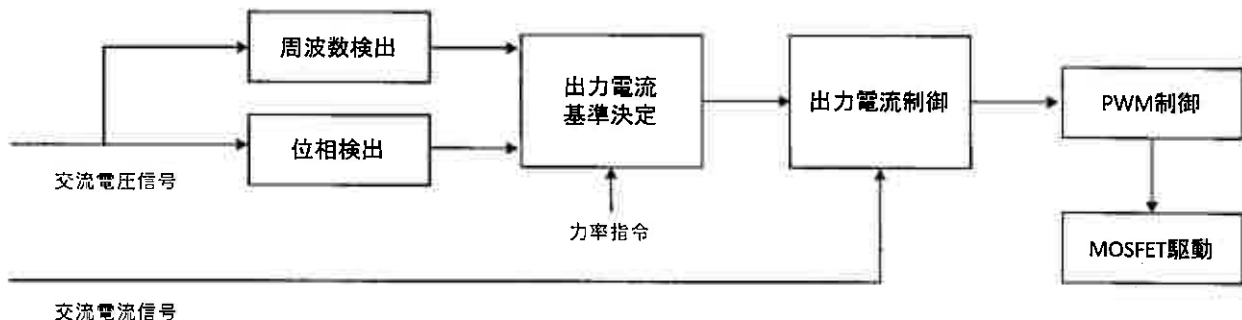 周波数検出
出力電流
基準決定
出力電流制御
PWM制御
位相検出
交流電圧信号
力率指令
MOSFET駆動
交流電流信号